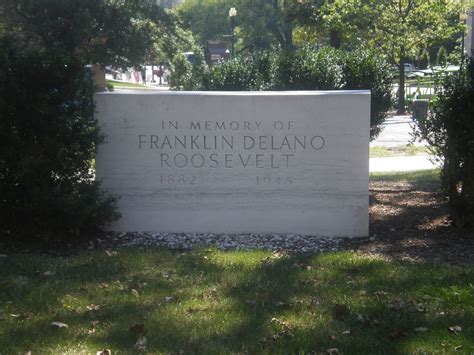 IN MEMORY OF
FRANKLIN DELANO
ROOSEVELT
1882 1945